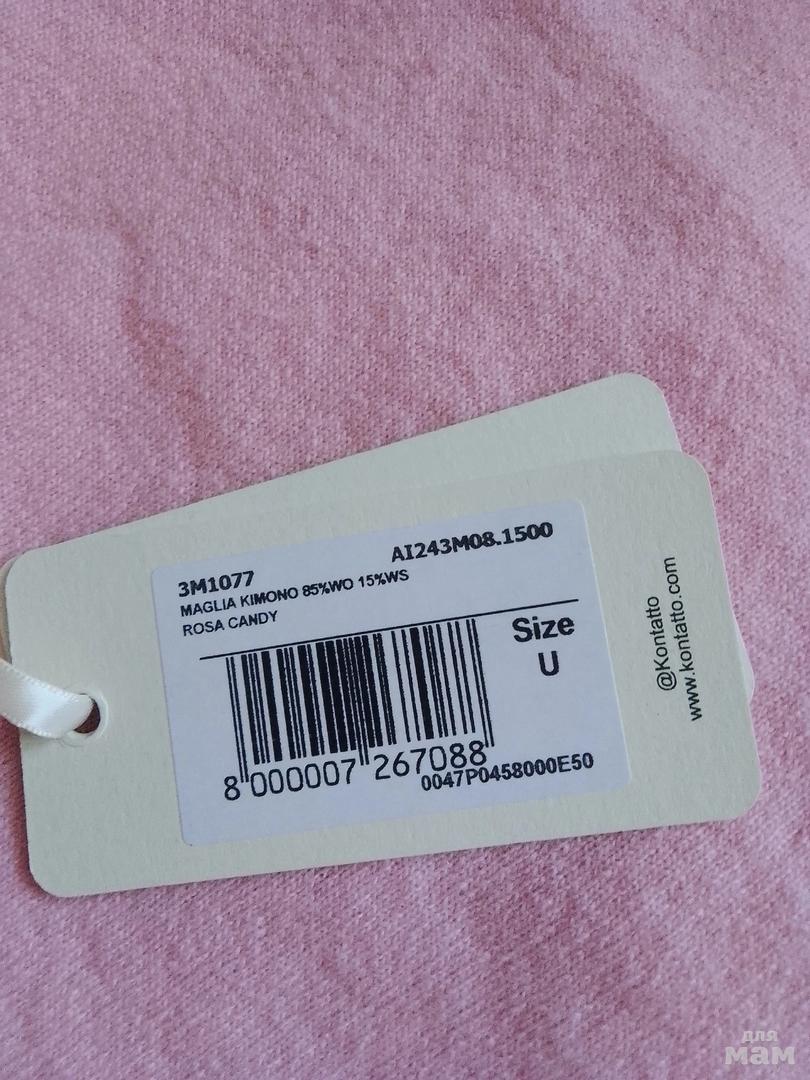 3M1077 AI243M08.1500
MAGLIA KIMONO 85%WO 15%WS
ROSA CANDY
Size
U
8 000007 267088
0047P0458000E50
@Kontatto
www.kontatto.com
для
мам